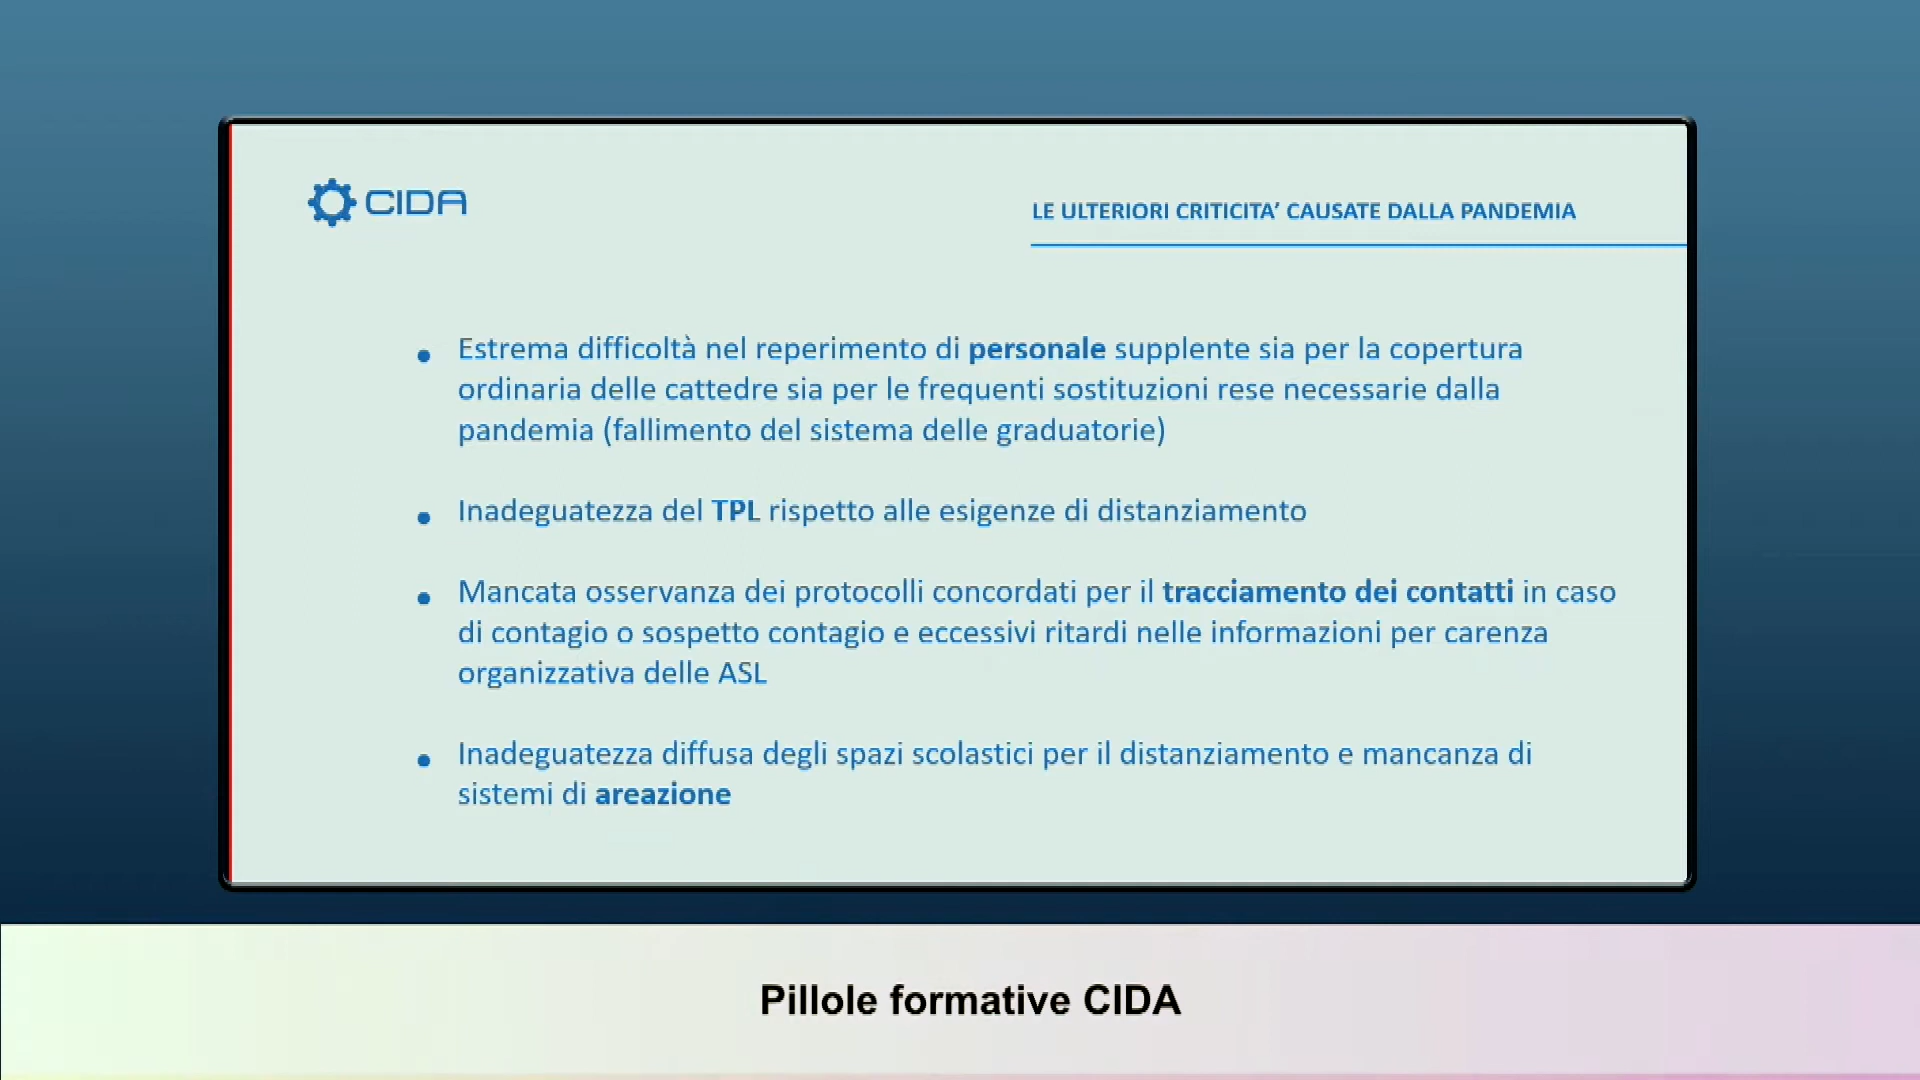 CIDA
LE ULTERIORI CRITICITA’ CAUSATE DALLA PANDEMIA
• Estrema difficoltà nel reperimento di personale supplente sia per la copertura
ordinaria delle cattedre sia per le frequenti sostituzioni rese necessarie dalla
pandemia (fallimento del sistema delle graduatorie)
• Inadeguatezza del TPL rispetto alle esigenze di distanziamento
• Mancata osservanza dei protocolli concordati per il tracciamento dei contatti in caso
di contagio o sospetto contagio e eccessivi ritardi nelle informazioni per carenza
organizzativa delle ASL
• Inadeguatezza diffusa degli spazi scolastici per il distanziamento e mancanza di
sistemi di areazione
Pillole formative CIDA